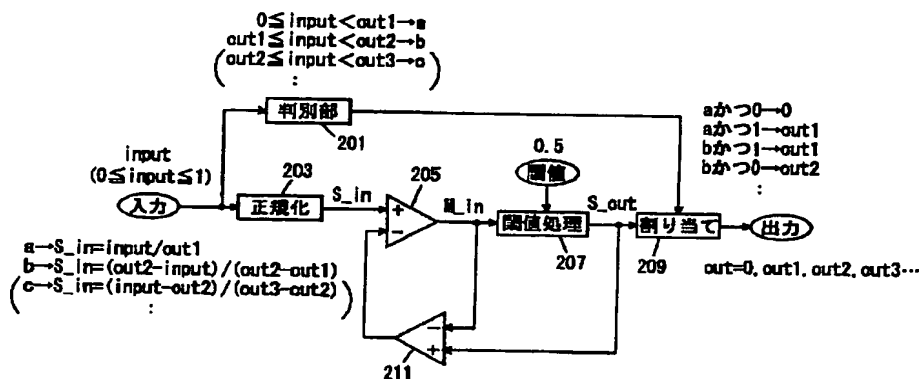 0≦input<out1→a
out1≦input<out2→b
(out2≦input<out3→c)
:
判別部
201
aかつ0→0
aかつ1→out1
bかつ1→out1
bかつ0→out2
:
input
(0≦input≦1)
入力
203
正規化
S_in
205
M_in
0.5
閾値
閾値処理
207
S_out
割り当て
209
出力
out=0, out1, out2, out3…
a→S_in=input/out1
b→S_in=(out2-input)/(out2-out1)
(c→S_in=(input-out2)/(out3-out2))
:
211
+
-
-
+